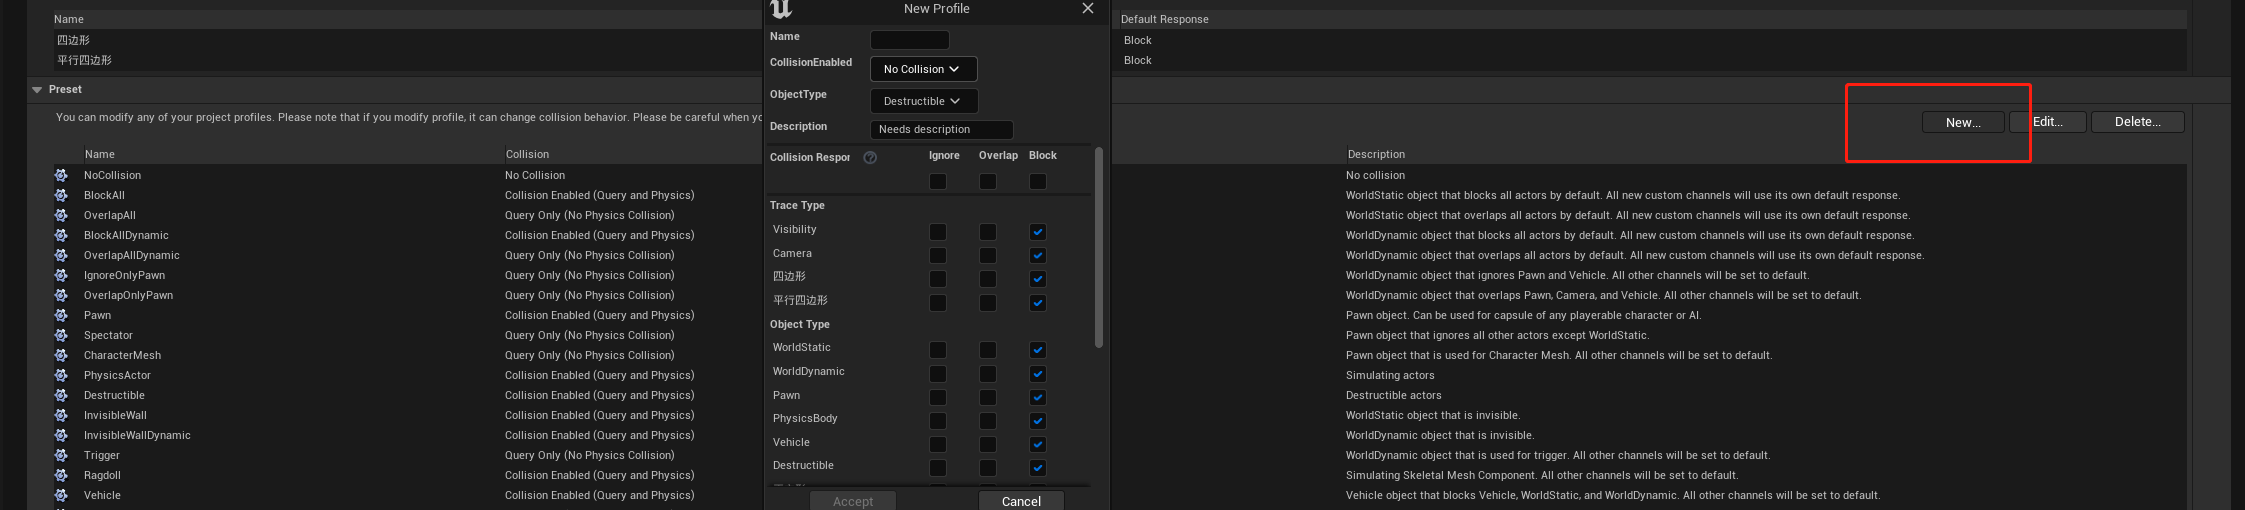 New Profile
Name Default Response
四边形 Block
平行四边形 Block
Preset
You can modify any of your project profiles. Please note that if you modify profile, it can change collision behavior. Please be careful when
New... Edit... Delete...
Name Collision Description
NoCollision No Collision No collision
BlockAll Collision Enabled (Query and Physics) WorldStatic object that blocks all actors by default. All new custom channels will use its own default response.
OverlapAll Query Only (No Physics Collision) WorldStatic object that overlaps all actors by default. All new custom channels will use its own default response.
BlockAllDynamic Collision Enabled (Query and Physics) WorldDynamic object that blocks all actors by default. All new custom channels will use its own default response.
OverlapAllDynamic Query Only (No Physics Collision) WorldDynamic object that overlaps all actors by default. All new custom channels will use its own default response.
IgnoreOnlyPawn Query Only (No Physics Collision) WorldDynamic object that ignores Pawn and Vehicle. All other channels will be set to default.
OverlapOnlyPawn Query Only (No Physics Collision) WorldDynamic object that overlaps Pawn, Camera, and Vehicle. All other channels will be set to default.
Pawn Collision Enabled (Query and Physics) Pawn object. Can be used for capsule of any playerable character or AI.
Spectator Query Only (No Physics Collision) Pawn object that ignores all other actors except WorldStatic.
CharacterMesh Query Only (No Physics Collision) Pawn object that is used for Character Mesh. All other channels will be set to default.
PhysicsActor Collision Enabled (Query and Physics) Simulating actors
Destructible Collision Enabled (Query and Physics) Destructible actors
InvisibleWall Collision Enabled (Query and Physics) WorldStatic object that is invisible.
InvisibleWallDynamic Collision Enabled (Query and Physics) WorldDynamic object that is invisible.
Trigger Query Only (No Physics Collision) WorldDynamic object that is used for trigger. All other channels will be set to default.
Ragdoll Collision Enabled (Query and Physics) Simulating Skeletal Mesh Component. All other channels will be set to default.
Vehicle Collision Enabled (Query and Physics) Vehicle object that blocks Vehicle, WorldStatic, and WorldDynamic. All other channels will be set to default.
Name
CollisionEnabled No Collision
ObjectType Destructible
Description Needs description
Collision Respor ? Ignore Overlap Block
Trace Type
Visibility
Camera
四边形
平行四边形
Object Type
WorldStatic
WorldDynamic
Pawn
PhysicsBody
Vehicle
Destructible
Accept Cancel